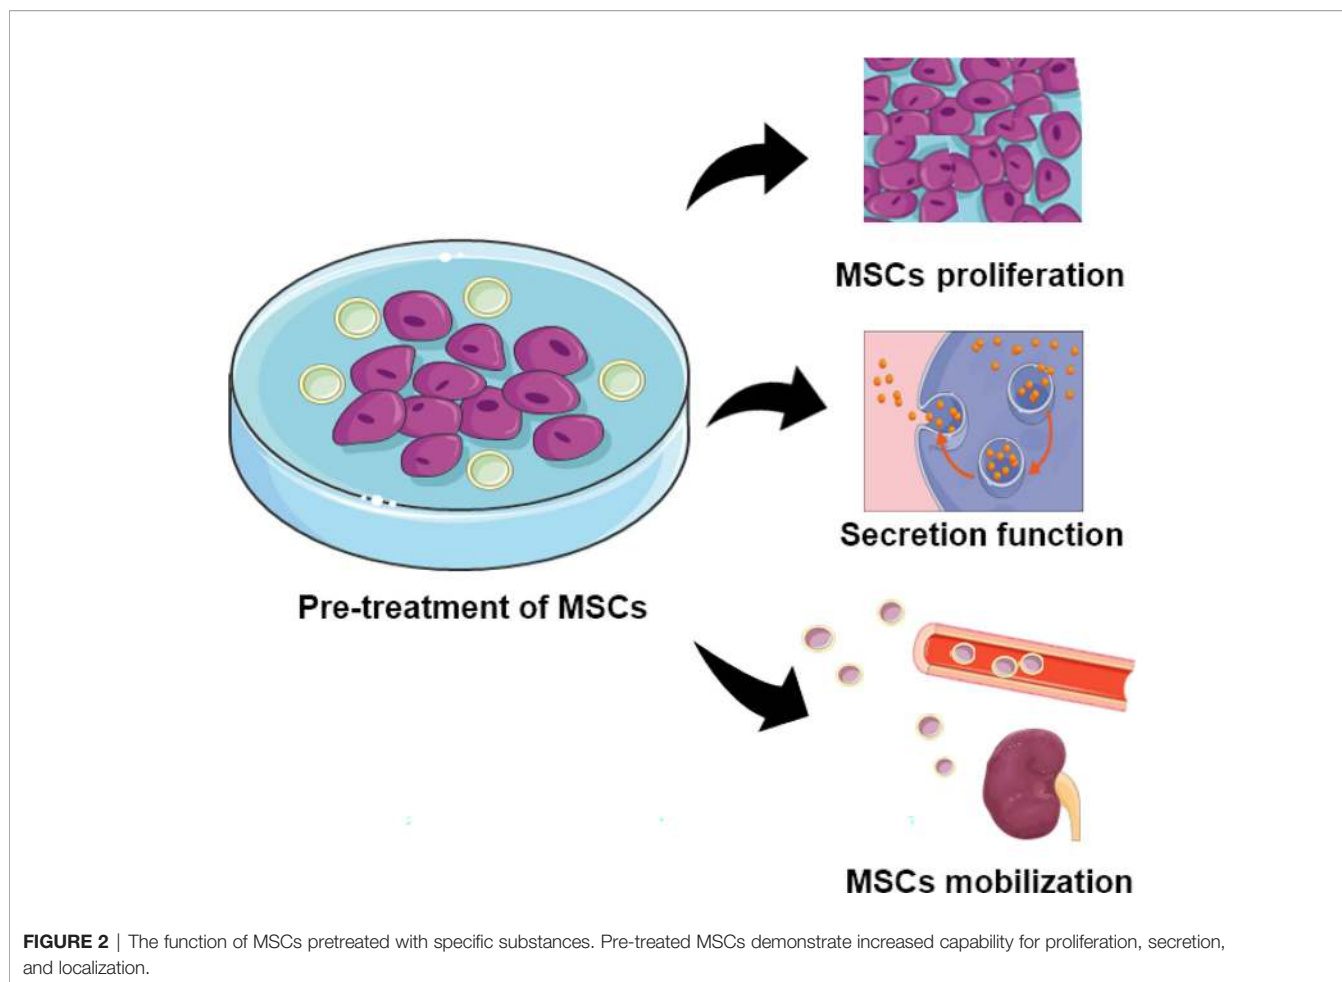 MSCs proliferation
Secretion function
Pre-treatment of MSCs
MSCs mobilization
FIGURE 2 | The function of MSCs pretreated with specific substances. Pre-treated MSCs demonstrate increased capability for proliferation, secretion,
and localization.